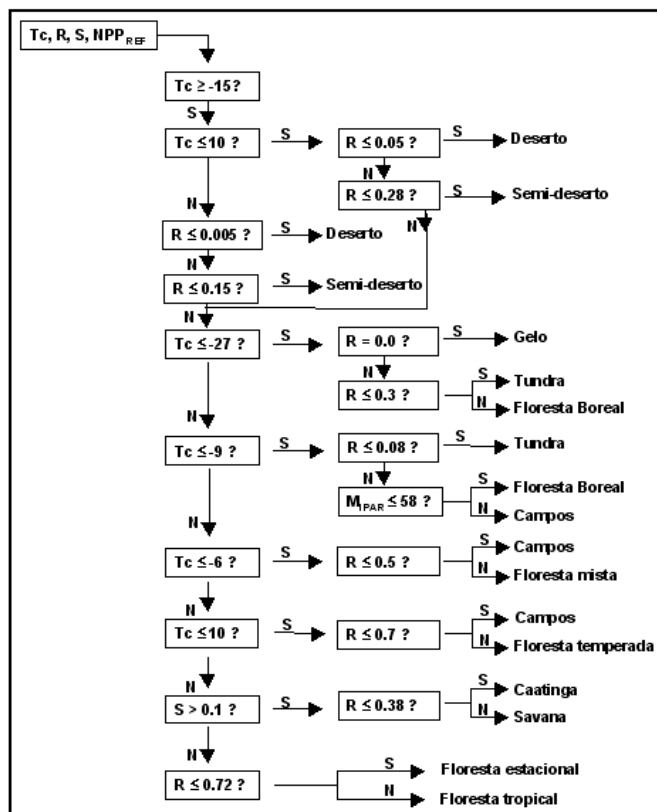 Tc, R, S, NPP REF
Tc ≥ -15?
S
Tc ≤10 ? S R ≤ 0.05 ? S Deserto
N
N R ≤ 0.28 ? S Semi-deserto
N
R ≤ 0.005 ? S Deserto
N
R ≤ 0.15 ? S Semi-deserto
N
Tc ≤-27 ? S R = 0.0 ? S Gelo
N
S Tundra
R ≤ 0.3 ?
N Floresta Boreal
N
Tc ≤-9 ? S R ≤ 0.08 ? S Tundra
N
S Floresta Boreal
M IPAR ≤ 58 ?
N Campos
N
S Campos
Tc ≤-6 ? S R ≤ 0.5 ?
N Floresta mista
N
S Campos
Tc ≤10 ? S R ≤ 0.7 ?
N Floresta temperada
N
S Caatinga
S > 0.1 ? S R ≤ 0.38 ?
N Savana
N
S Floresta estacional
R ≤ 0.72 ?
N Floresta tropical